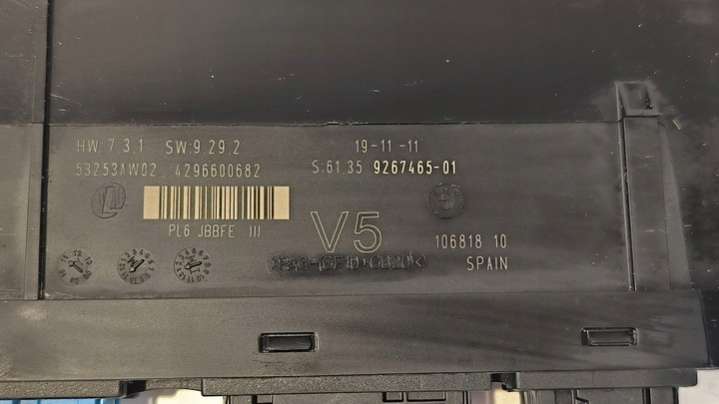 HW:7.3.1 SW:9.29.2 19-11-11
53253AW02 4296600682 S:61.35 9267465-01
PL6 JBBFE III
V5
106818 10
SPAIN